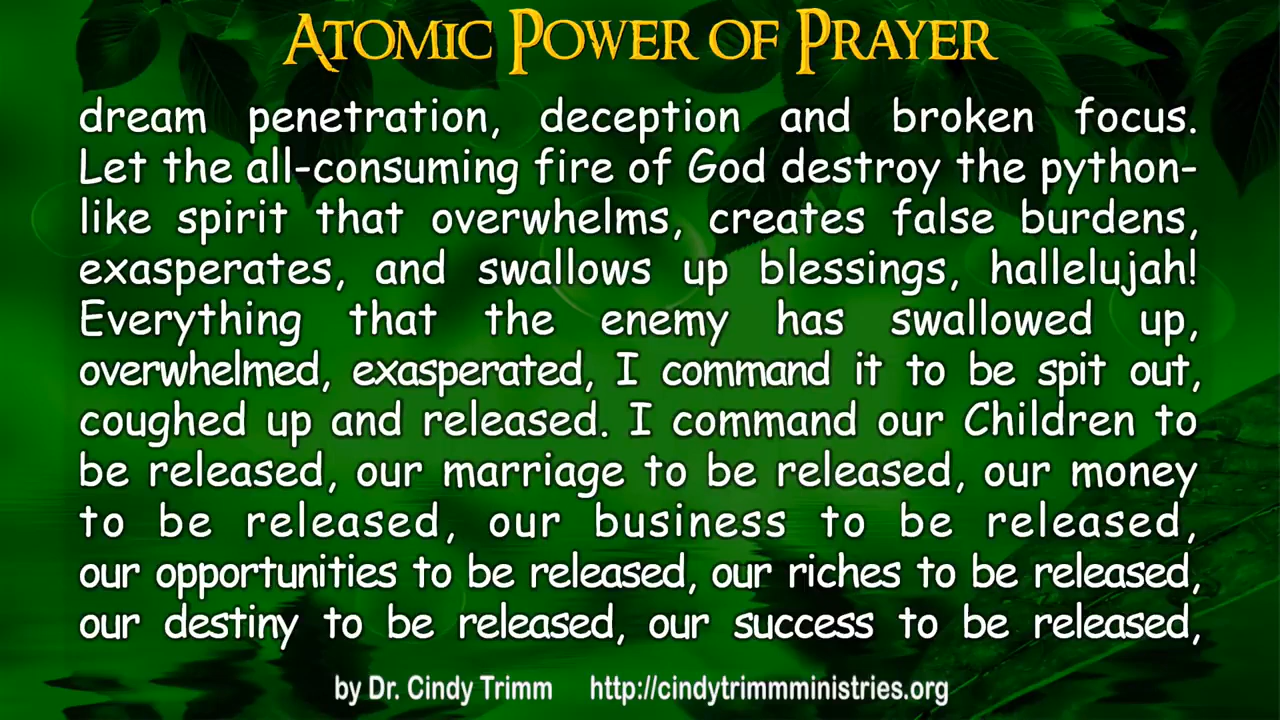 ATOMIC POWER OF PRAYER
dream penetration, deception and broken focus.
Let the all-consuming fire of God destroy the python-
like spirit that overwhelms, creates false burdens,
exasperates, and swallows up blessings, hallelujah!
Everything that the enemy has swallowed up,
overwhelmed, exasperated, I command it to be spit out,
coughed up and released. I command our Children to
be released, our marriage to be released, our money
to be released, our business to be released,
our opportunities to be released, our riches to be released,
our destiny to be released, our success to be released,
by Dr. Cindy Trimm http://cindytrimmministries.org